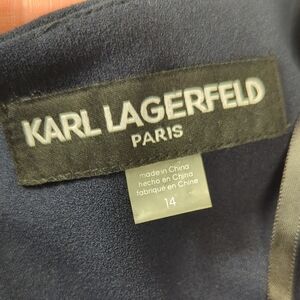 KARL LAGERFELD
PARIS
made in China
hecho en China
fabriqué en Chine
14